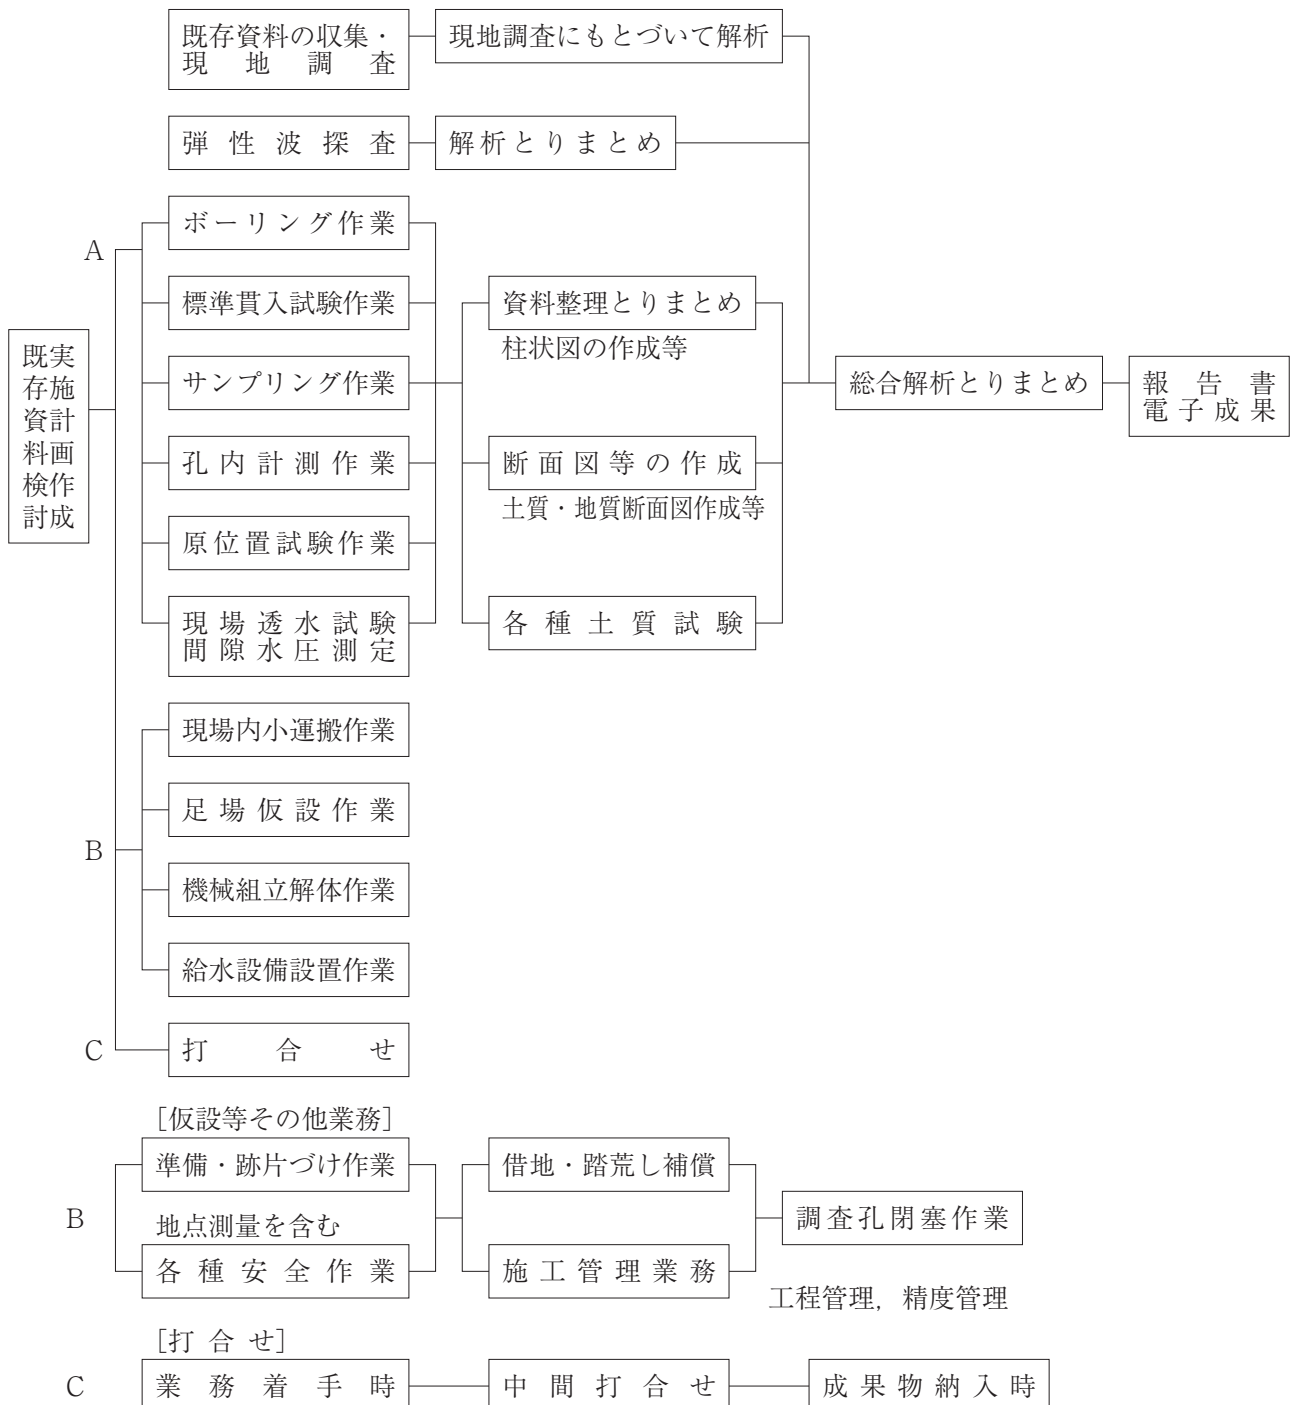 既存資料の収集・
現地調査
現地調査にもとづいて解析
弾性波探査
解析とりまとめ
A
ボーリング作業
標準貫入試験作業
サンプリング作業
孔内計測作業
原位置試験作業
現場透水試験
間隙水圧測定
資料整理とりまとめ
柱状図の作成等
断面図等の作成
土質・地質断面図作成等
各種土質試験
総合解析とりまとめ
報告書
電子成果
実施計画作成
既存資料検討
B
現場内小運搬作業
足場仮設作業
機械組立解体作業
給水設備設置作業
C
打合せ
［仮設等その他業務］
B
準備・跡片づけ作業
地点測量を含む
各種安全作業
借地・踏荒し補償
施工管理業務
調査孔閉塞作業
工程管理，精度管理
［打合せ］
C
業務着手時
中間打合せ
成果物納入時